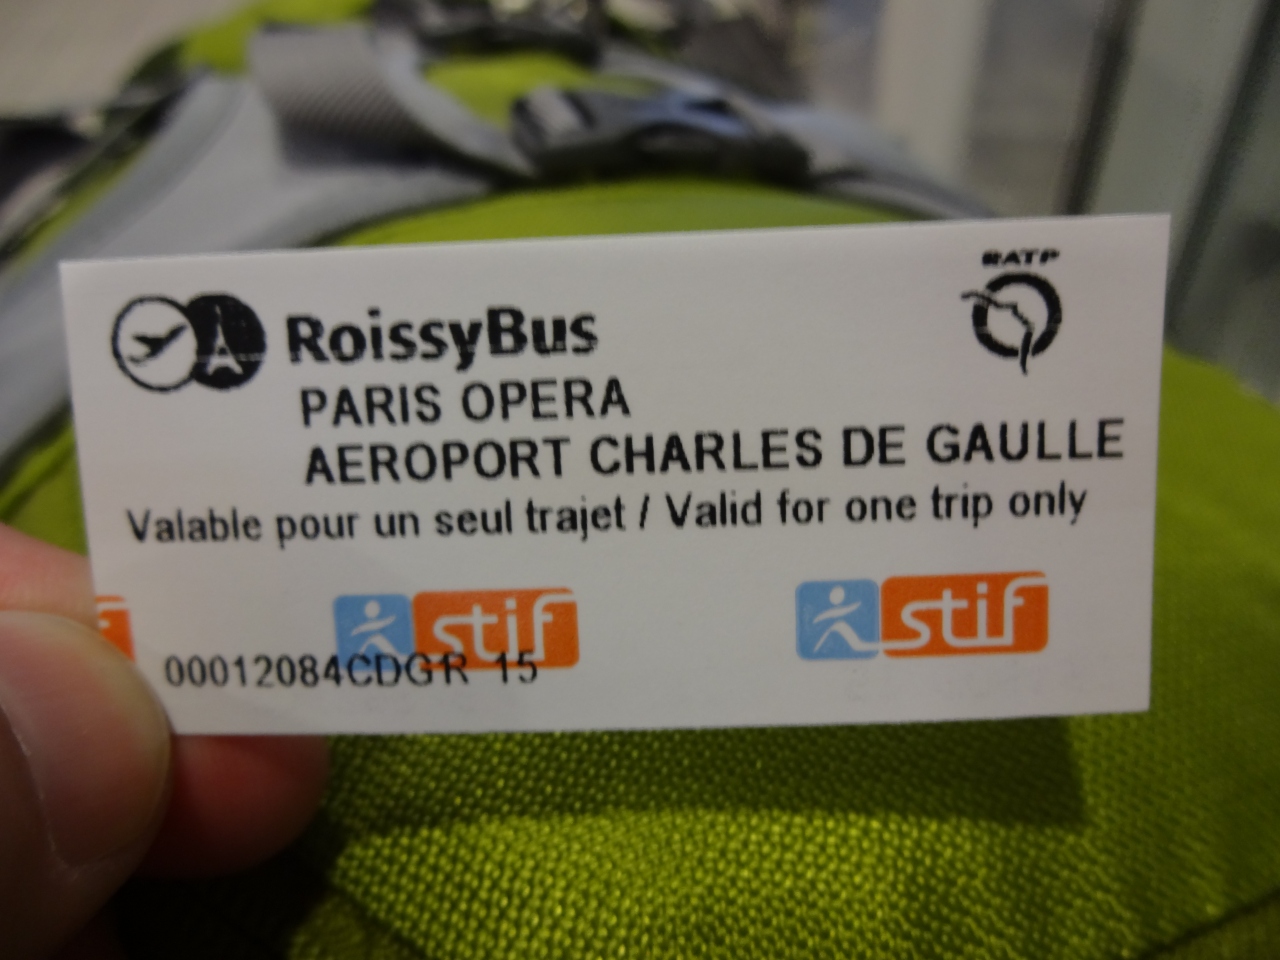 RATP
RoissyBus
PARIS OPERA
AEROPORT CHARLES DE GAULLE
Valable pour un seul trajet / Valid for one trip only
stif stif
00012084CDGR 15